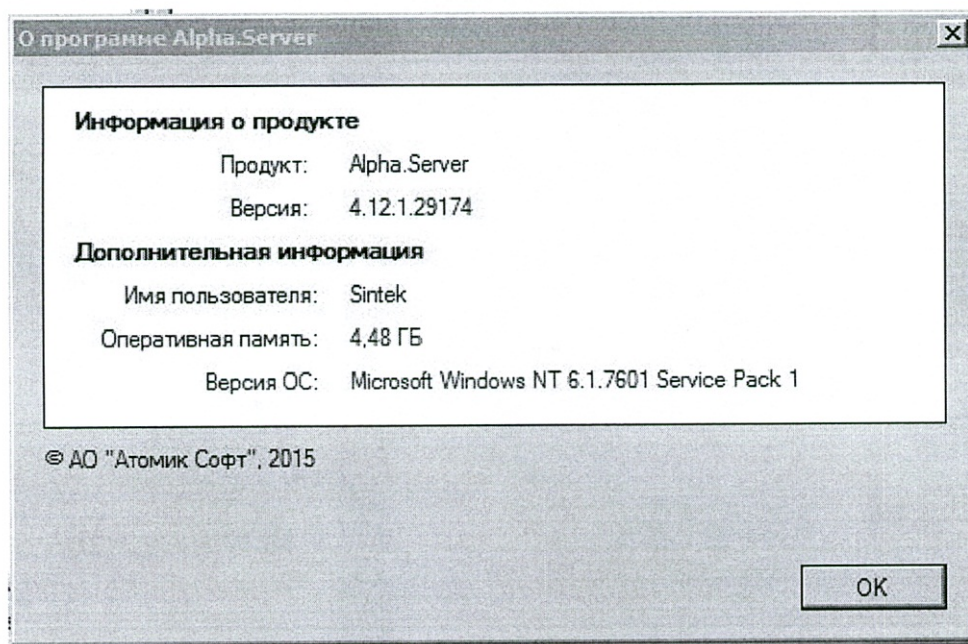 О программе Alpha.Server
Информация о продукте
Продукт: Alpha.Server
Версия: 4.12.1.29174
Дополнительная информация
Имя пользователя: Sintek
Оперативная память: 4,48 ГБ
Версия ОС: Microsoft Windows NT 6.1.7601 Service Pack 1
© АО "Атомик Софт", 2015
OK